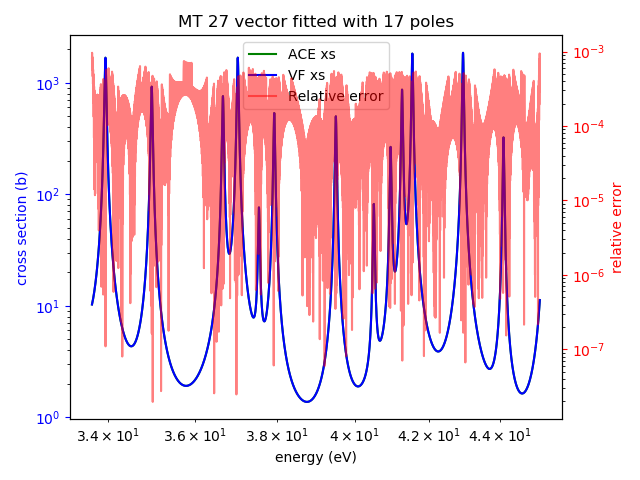 MT 27 vector fitted with 17 poles
ACE xs
VF xs
Relative error
cross section (b)
10³
10²
10¹
10⁰
10⁻³
10⁻⁴
10⁻⁵
10⁻⁶
10⁻⁷
relative error
3.4 × 10¹ 3.6 × 10¹ 3.8 × 10¹ 4 × 10¹ 4.2 × 10¹ 4.4 × 10¹
energy (eV)